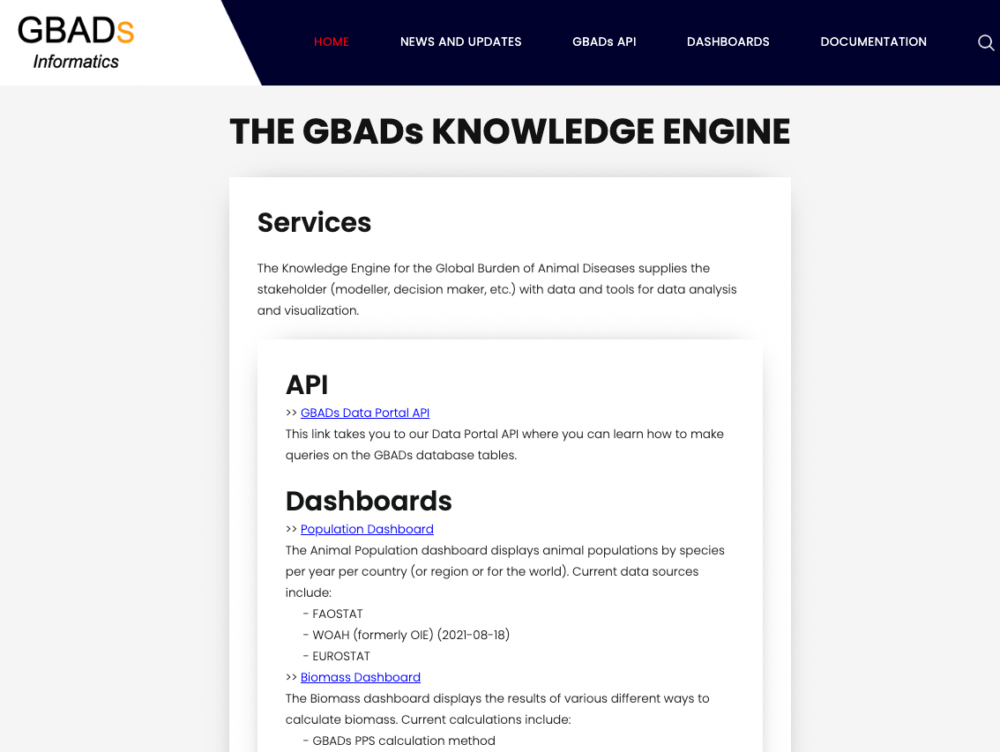 GBADs
Informatics
HOME
NEWS AND UPDATES
GBADs API
DASHBOARDS
DOCUMENTATION
THE GBADs KNOWLEDGE ENGINE
Services
The Knowledge Engine for the Global Burden of Animal Diseases supplies the
stakeholder (modeller, decision maker, etc.) with data and tools for data analysis
and visualization.
API
>> GBADs Data Portal API
This link takes you to our Data Portal API where you can learn how to make
queries on the GBADs database tables.
Dashboards
>> Population Dashboard
The Animal Population dashboard displays animal populations by species
per year per country (or region or for the world). Current data sources
include:
- FAOSTAT
- WOAH (formerly OIE) (2021-08-18)
- EUROSTAT
>> Biomass Dashboard
The Biomass dashboard displays the results of various different ways to
calculate biomass. Current calculations include:
- GBADs PPS calculation method